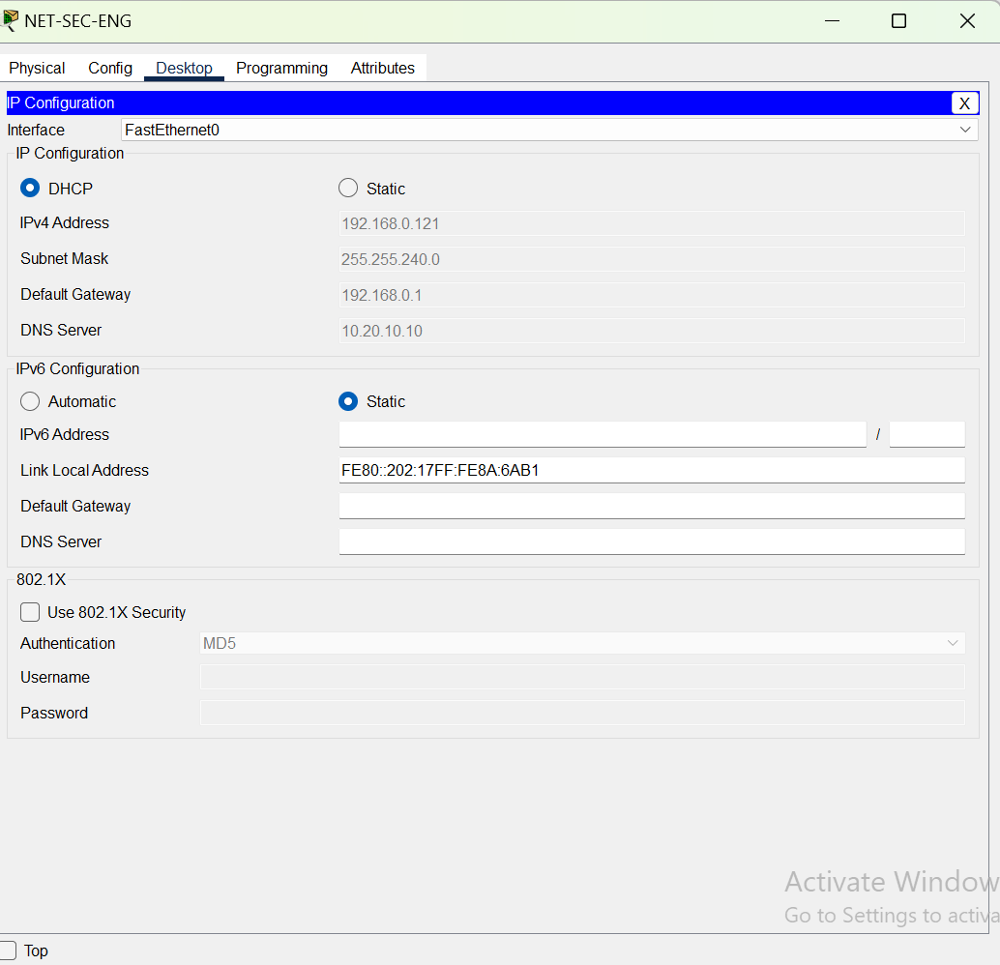 NET-SEC-ENG
Physical Config Desktop Programming Attributes
IP Configuration X
Interface FastEthernet0
IP Configuration
DHCP Static
IPv4 Address 192.168.0.121
Subnet Mask 255.255.240.0
Default Gateway 192.168.0.1
DNS Server 10.20.10.10
IPv6 Configuration
Automatic Static
IPv6 Address /
Link Local Address FE80::202:17FF:FE8A:6AB1
Default Gateway
DNS Server
802.1X
Use 802.1X Security
Authentication MD5
Username
Password
Activate Window
Go to Settings to activa
Top